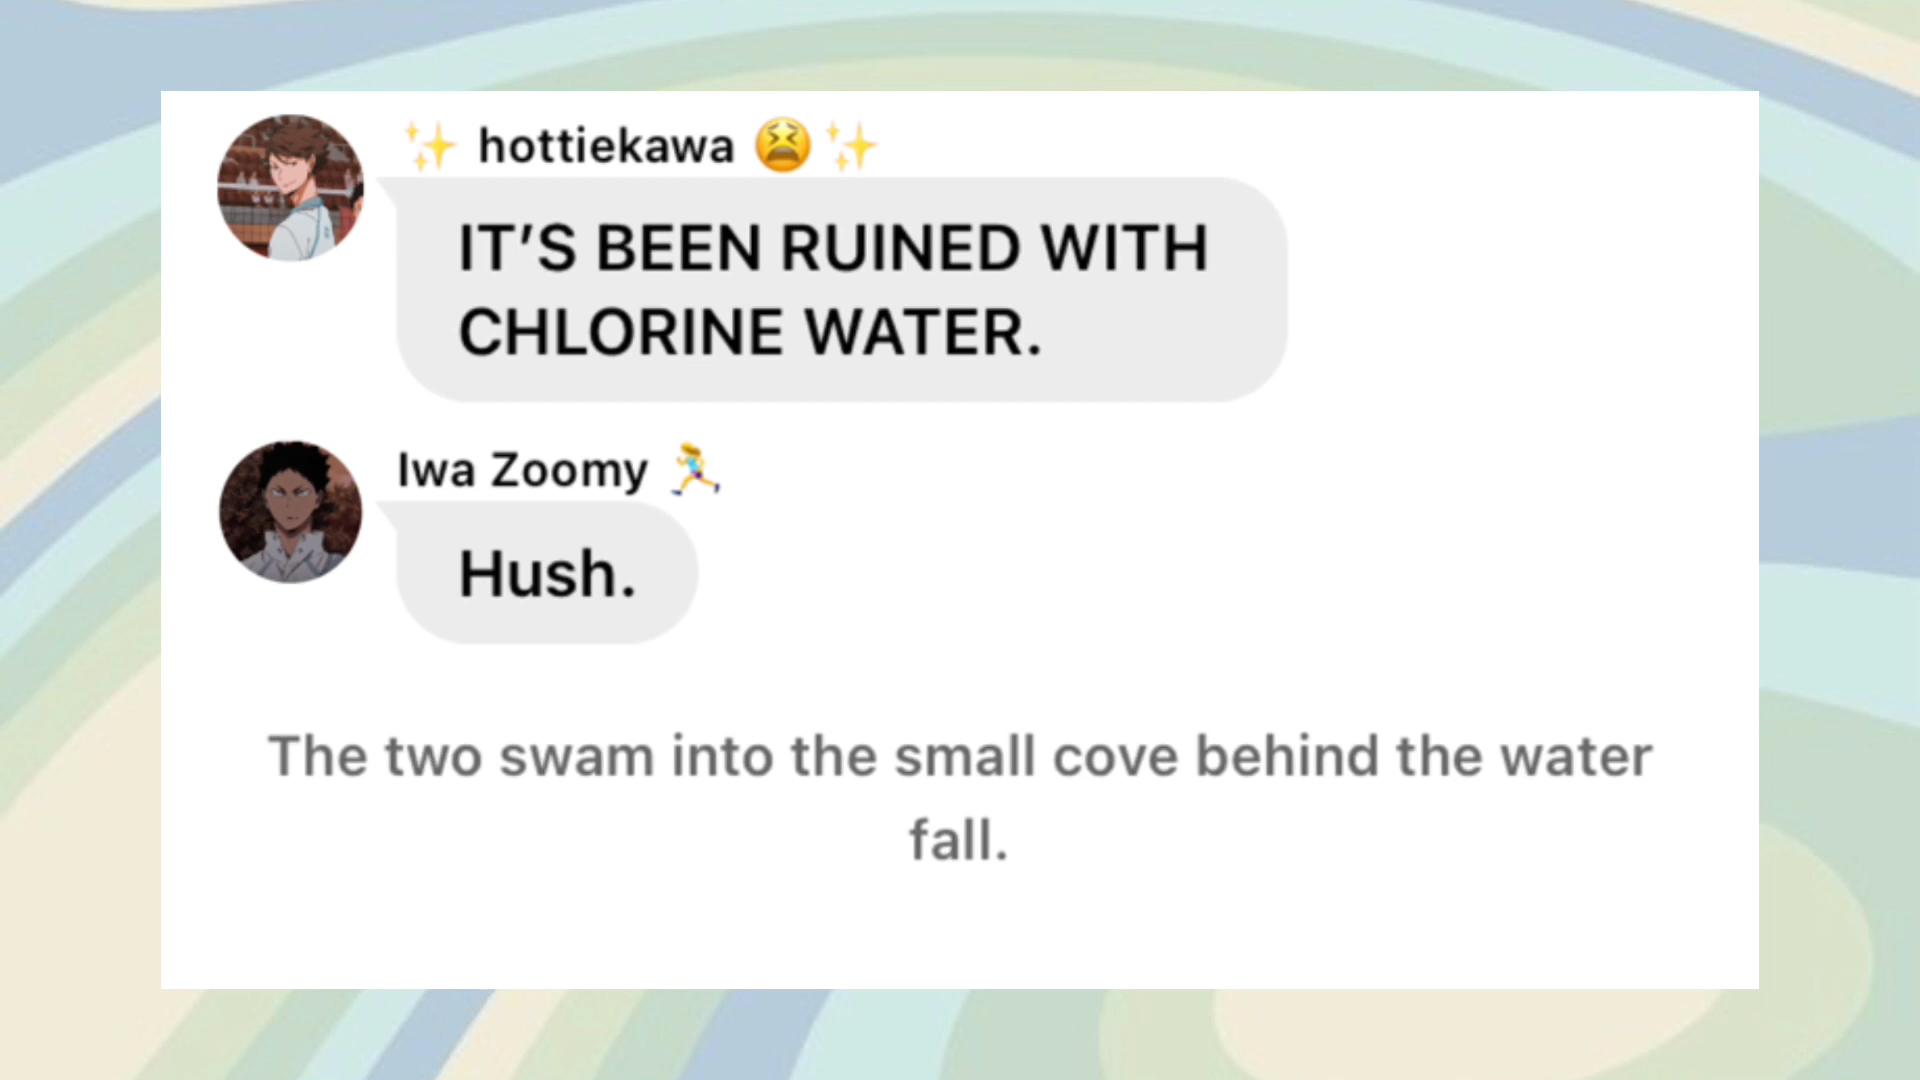 ✨ hottiekawa 😫✨
IT’S BEEN RUINED WITH
CHLORINE WATER.
Iwa Zoomy 🏃‍♀️
Hush.
The two swam into the small cove behind the water
fall.